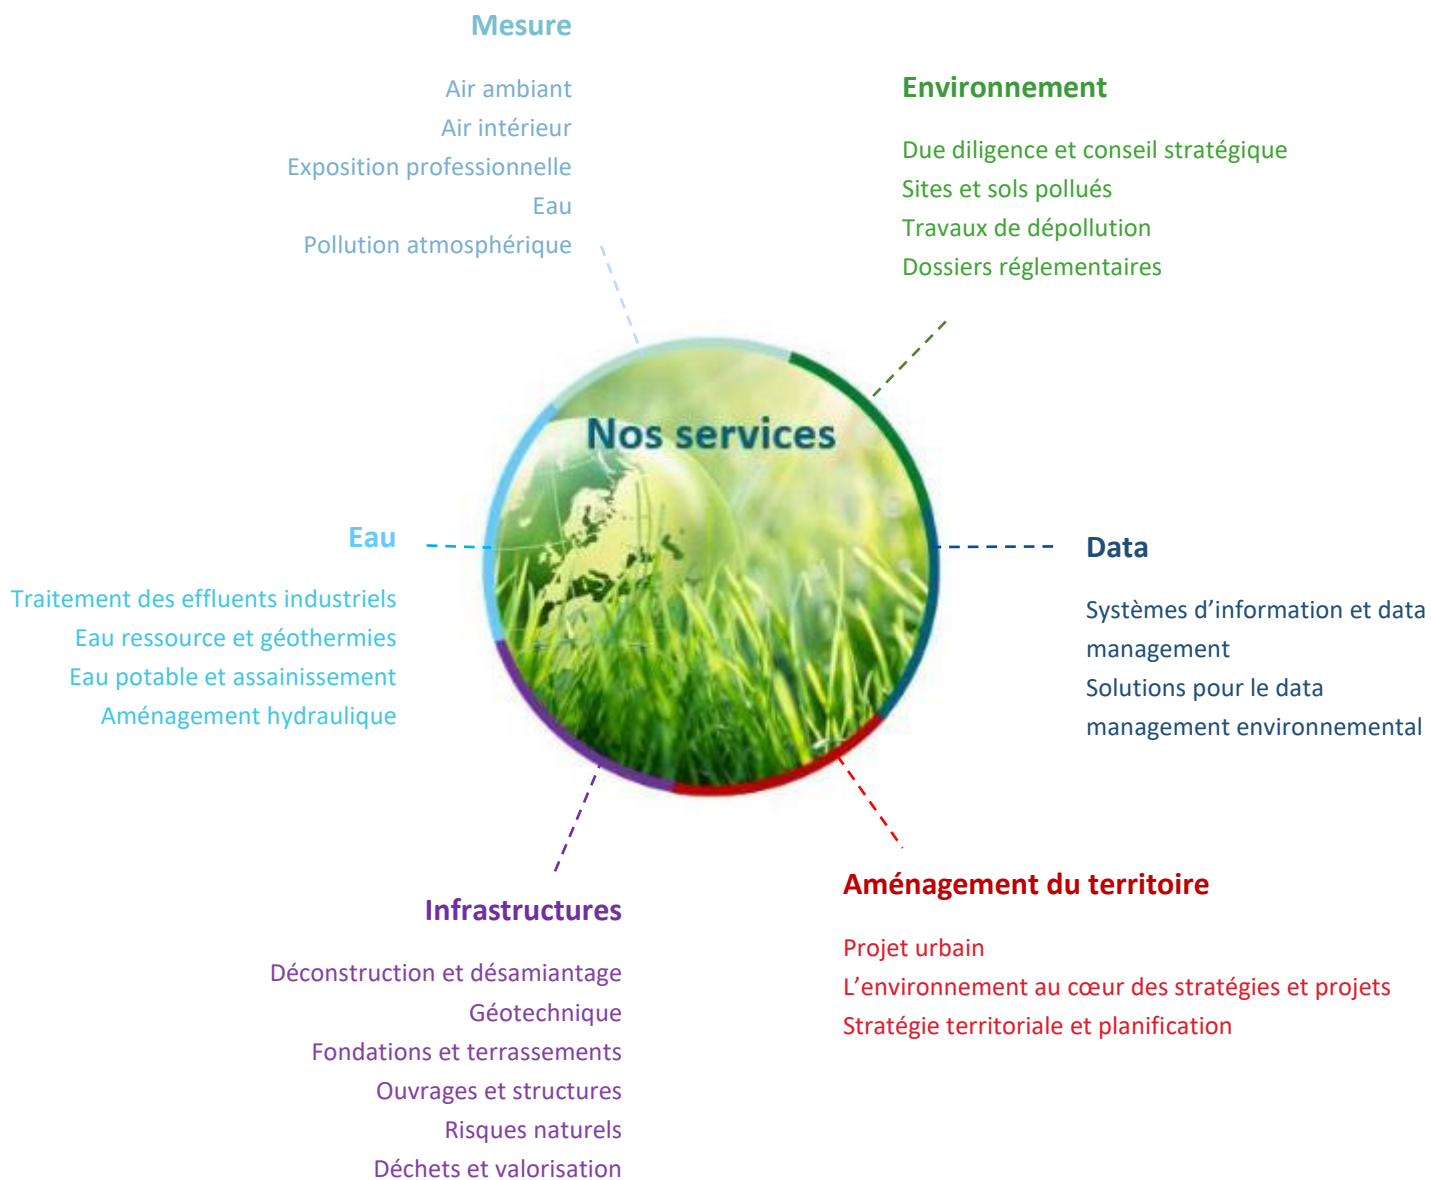 Mesure
Air ambiant
Air intérieur
Exposition professionnelle
Eau
Pollution atmosphérique
Environnement
Due diligence et conseil stratégique
Sites et sols pollués
Travaux de dépollution
Dossiers réglementaires
Nos services
Eau
Traitement des effluents industriels
Eau ressource et géothermies
Eau potable et assainissement
Aménagement hydraulique
Data
Systèmes d’information et data
management
Solutions pour le data
management environnemental
Infrastructures
Déconstruction et désamiantage
Géotechnique
Fondations et terrassements
Ouvrages et structures
Risques naturels
Déchets et valorisation
Aménagement du territoire
Projet urbain
L’environnement au cœur des stratégies et projets
Stratégie territoriale et planification